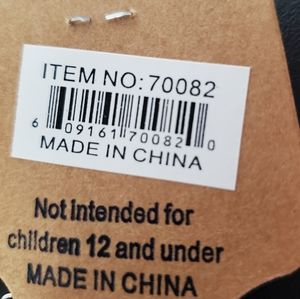 ITEM NO: 70082
6 09161 70082 0
MADE IN CHINA
Not intended for
children 12 and under
MADE IN CHINA